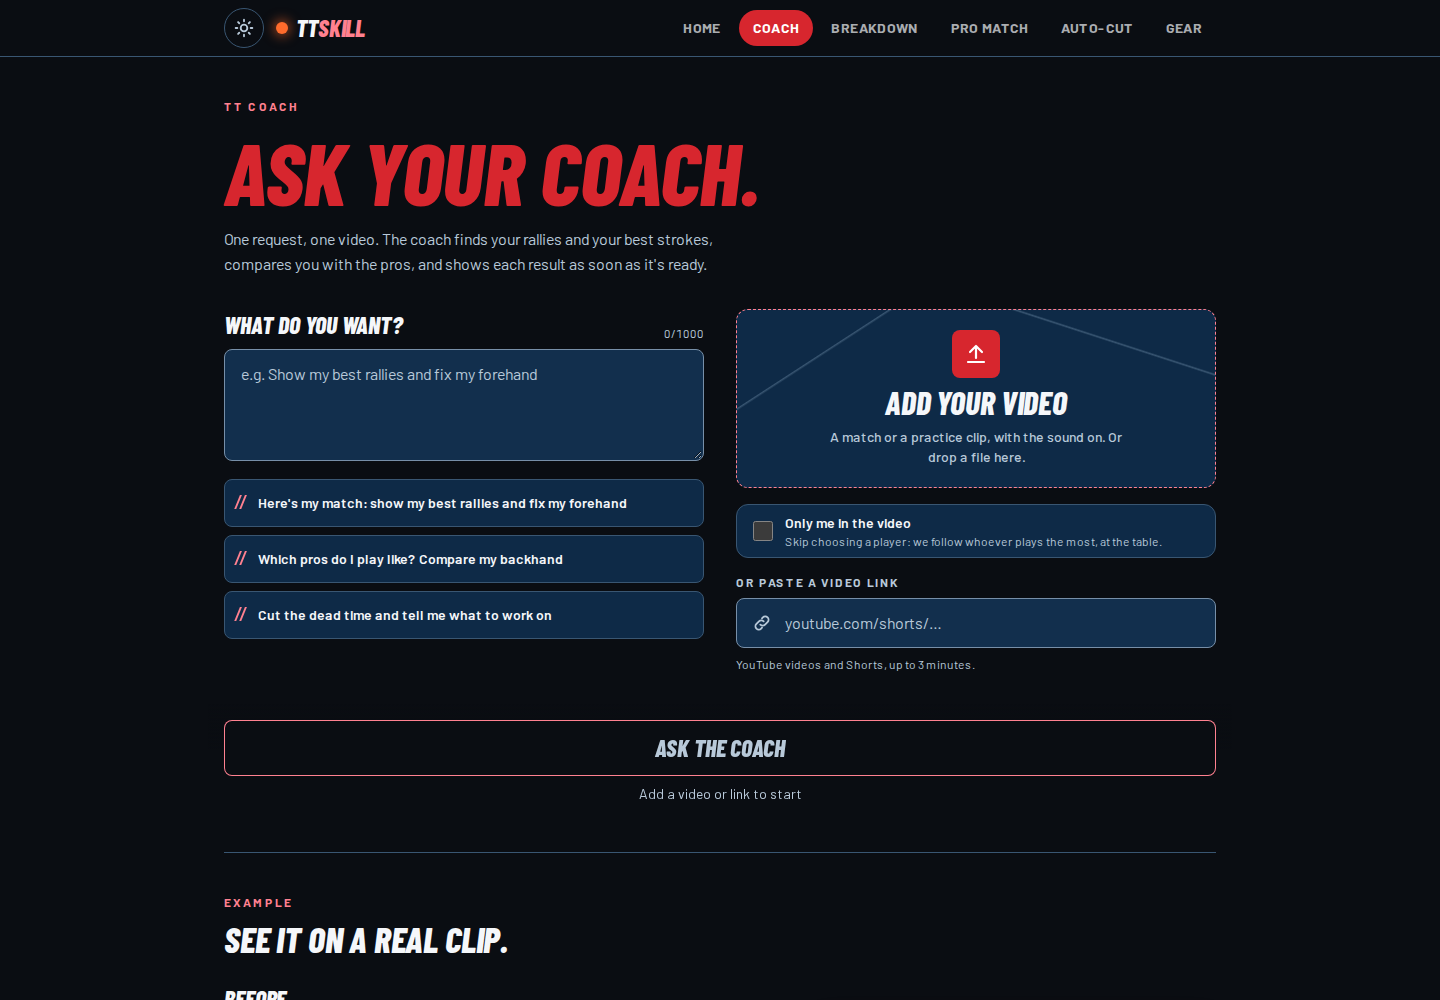 TTSKILL
HOME
COACH
BREAKDOWN
PRO MATCH
AUTO-CUT
GEAR
TT COACH
ASK YOUR COACH.
One request, one video. The coach finds your rallies and your best strokes,
compares you with the pros, and shows each result as soon as it's ready.
WHAT DO YOU WANT?
0/1000
e.g. Show my best rallies and fix my forehand
// Here's my match: show my best rallies and fix my forehand
// Which pros do I play like? Compare my backhand
// Cut the dead time and tell me what to work on
ADD YOUR VIDEO
A match or a practice clip, with the sound on. Or
drop a file here.
Only me in the video
Skip choosing a player: we follow whoever plays the most, at the table.
OR PASTE A VIDEO LINK
youtube.com/shorts/...
YouTube videos and Shorts, up to 3 minutes.
ASK THE COACH
Add a video or link to start
EXAMPLE
SEE IT ON A REAL CLIP.
BEFORE